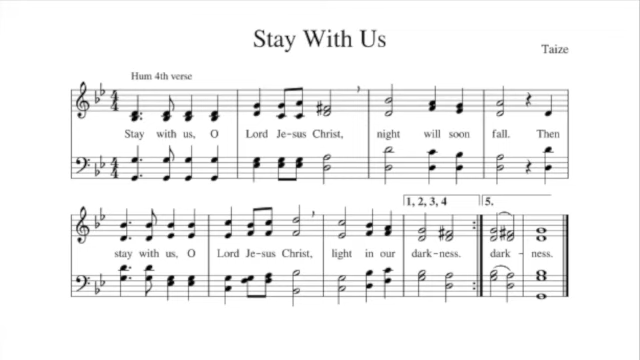 Stay With Us
Taize
Hum 4th verse
Stay with us, O Lord Je-sus Christ, night will soon fall. Then
1, 2, 3, 4 5.
stay with us, O Lord Je-sus Christ, light in our dark-ness. dark - ness.